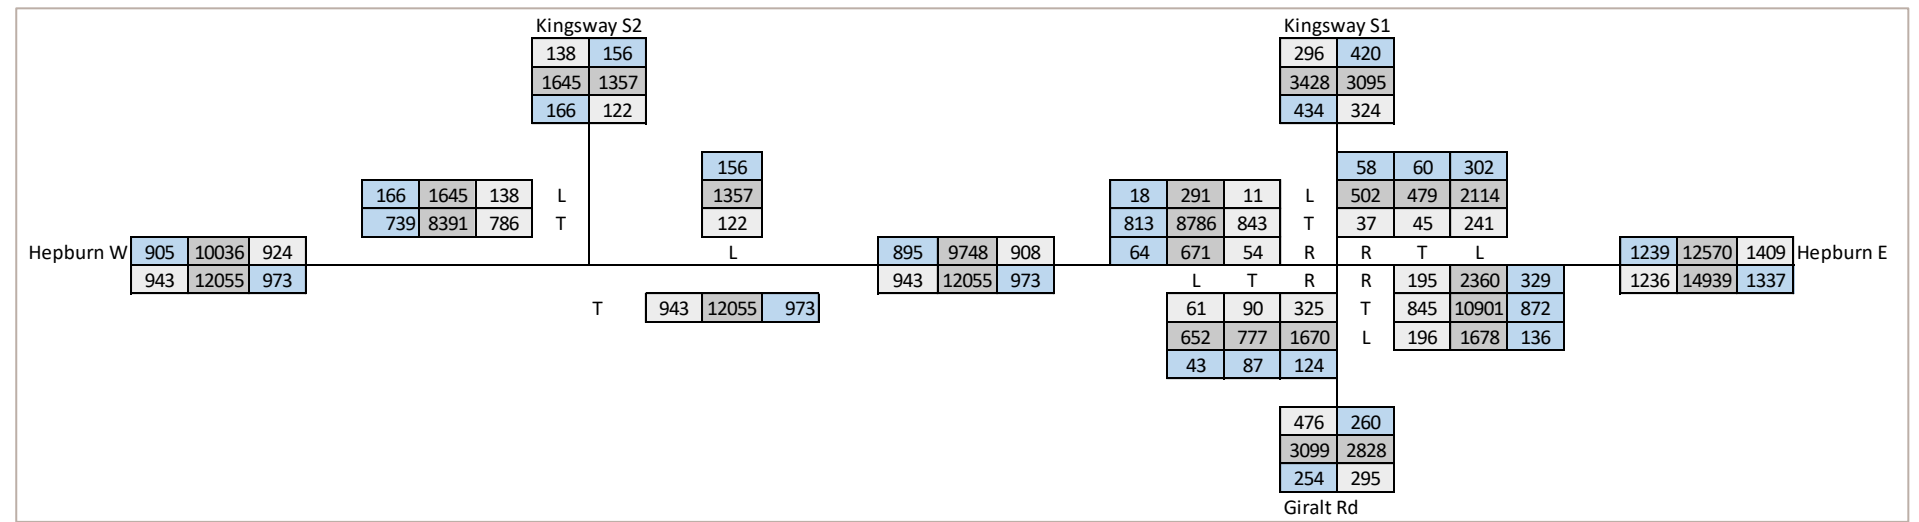 Kingsway S2 Kingsway S1
138 156 296 420
1645 1357 3428 3095
166 122 434 324
156 58 60 302
166 1645 138 L 1357 18 291 11 L 502 479 2114
739 8391 786 T 122 813 8786 843 T 37 45 241
Hepburn W 905 10036 924 L 895 9748 908 64 671 54 R R T L 1239 12570 1409 Hepburn E
943 12055 973 943 12055 973 L T R R 195 2360 329 1236 14939 1337
T 943 12055 973 61 90 325 T 845 10901 872
652 777 1670 L 196 1678 136
43 87 124
476 260
3099 2828
254 295
Giralt Rd